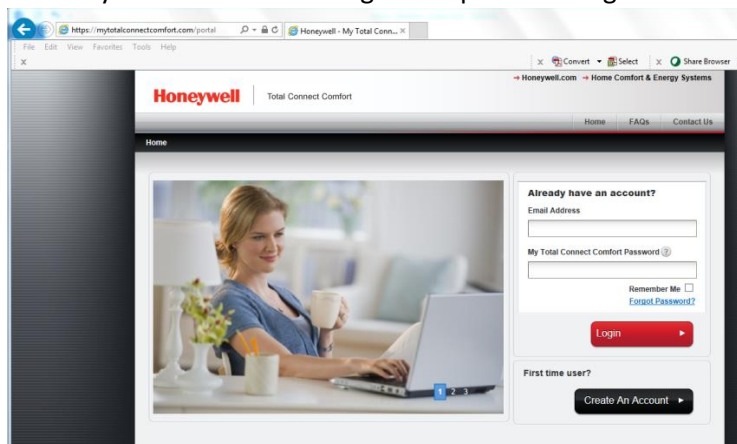 https://mytotalconnectcomfort.com/portal
Honeywell - My Total Conn...
File Edit View Favorites Tools Help
x Convert Select x Share Browser
Honeywell.com Home Comfort & Energy Systems
Honeywell Total Connect Comfort
Home FAQs Contact Us
Home
Already have an account?
Email Address
My Total Connect Comfort Password ?
Remember Me
Forgot Password?
Login
1 2 3
First time user?
Create An Account